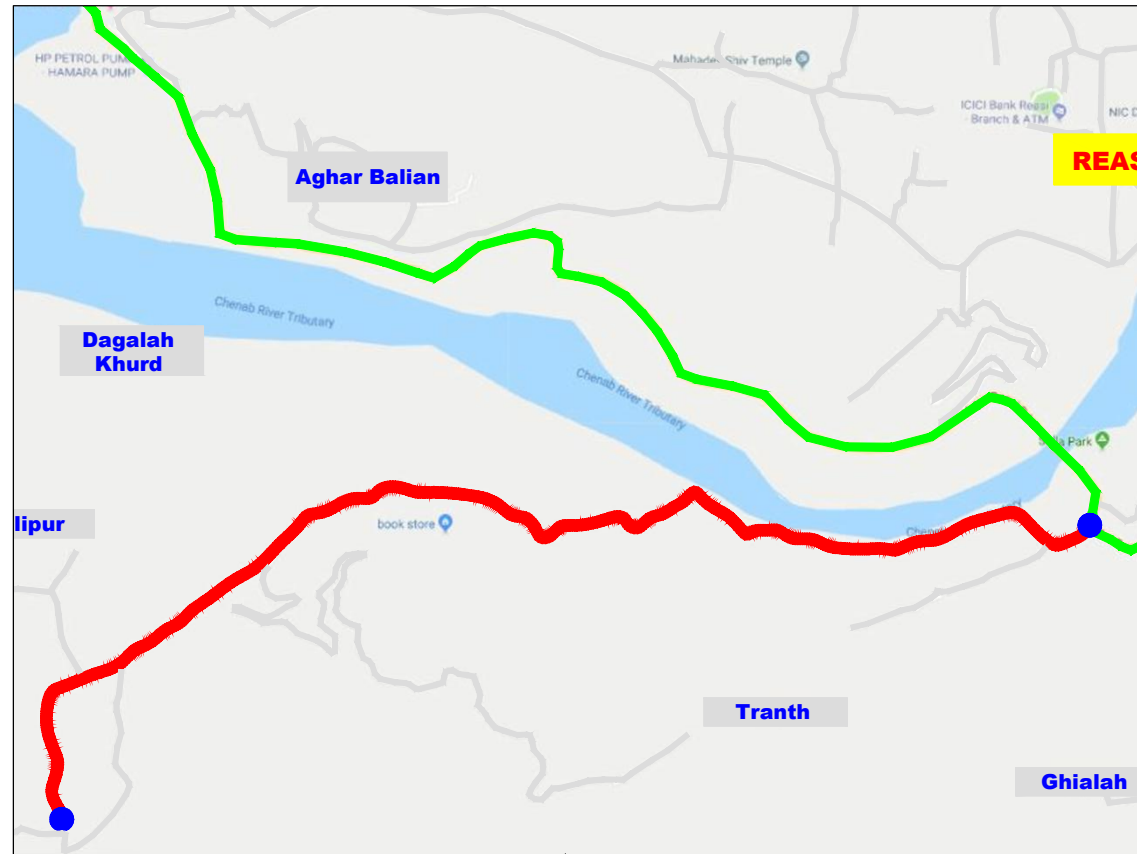 HP PETROL PUMP
- HAMARA PUMP
Mahadev Shiv Temple
ICICI Bank Reasi
- Branch & ATM
NIC D
REAS
Aghar Balian
Chenab River Tributary
Dagalah
Khurd
Chenab River Tributary
Park
lipur
book store
Tranth
Ghialah